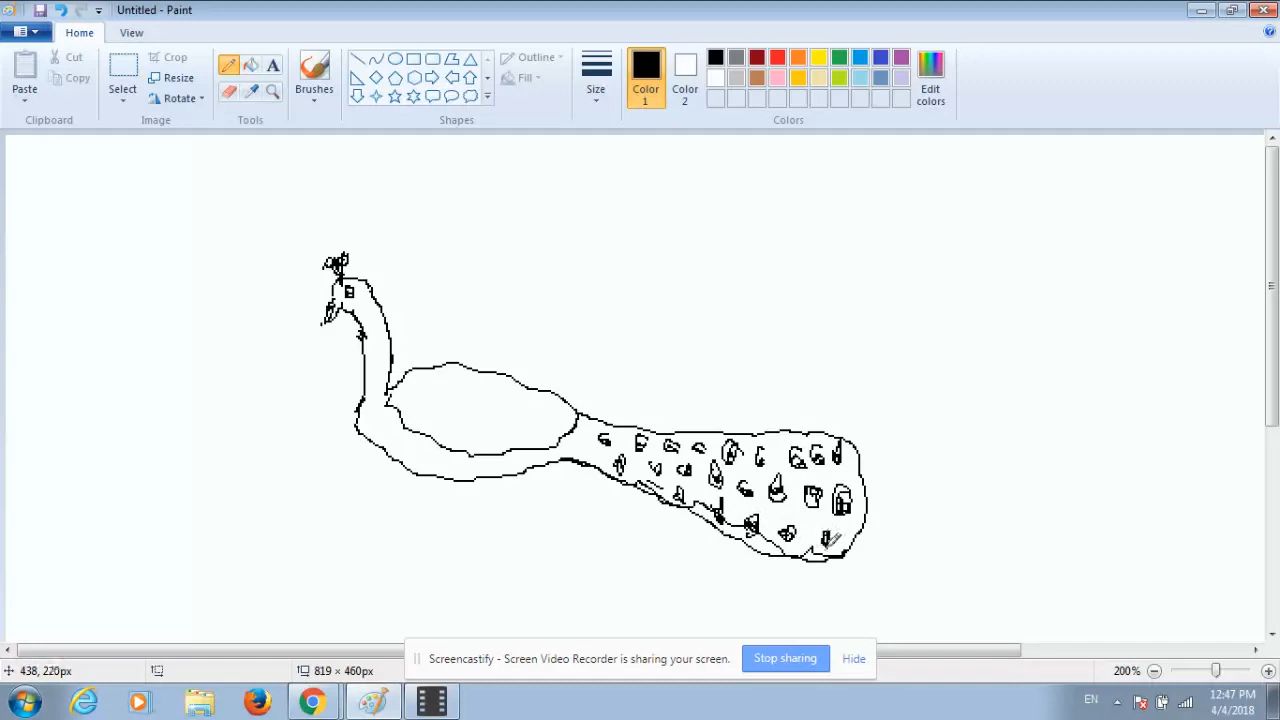 Untitled - Paint
Home View
Paste
Cut
Copy
Clipboard
Select
Crop
Resize
Rotate
Image
A
Tools
Brushes
Outline
Fill
Shapes
Size
Color 1
Color 2
Edit colors
Colors
Screencastify - Screen Video Recorder is sharing your screen. Stop sharing Hide
438, 220px
819 × 460px
200%
EN
12:47 PM
4/4/2018